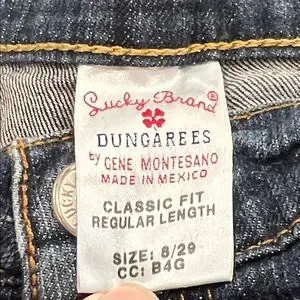 Lucky Brand®
DUNGAREES
by GENE MONTESANO
MADE IN MEXICO
CLASSIC FIT
REGULAR LENGTH
SIZE: 8/29
CC: B4G